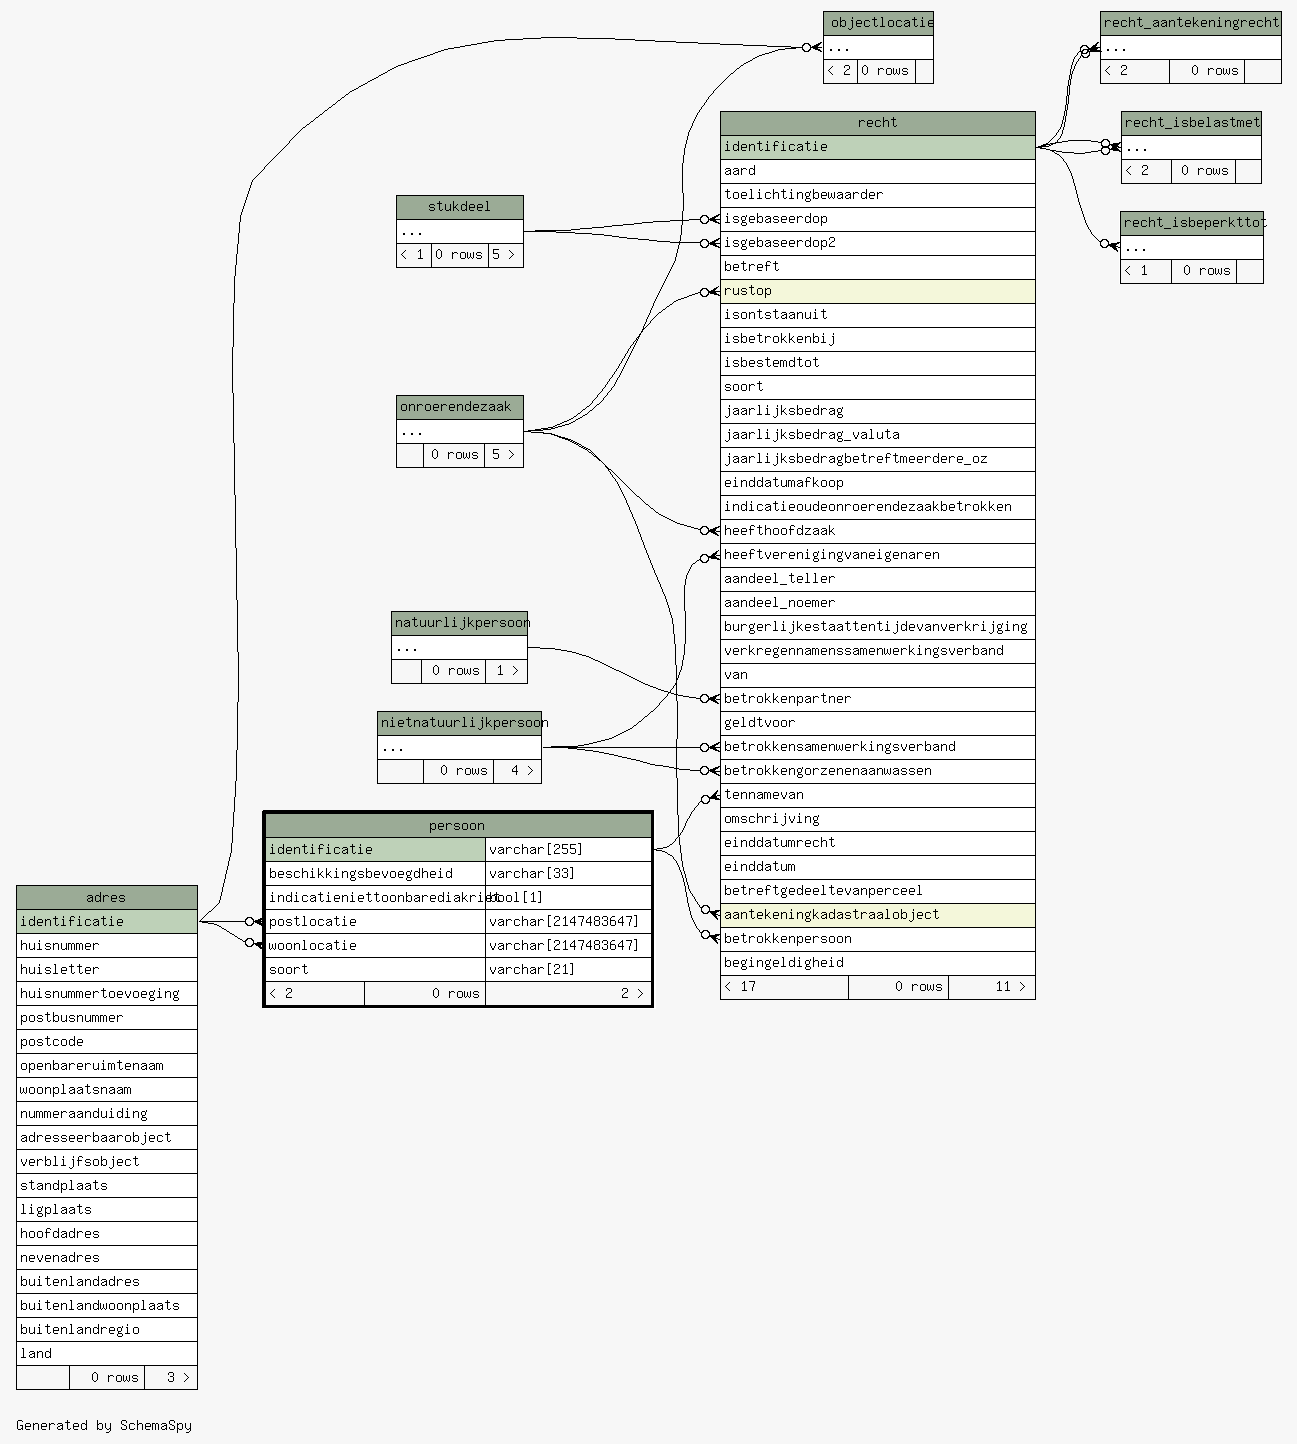 objectlocatie
...
< 2 0 rows
recht_aantekeningrecht
...
< 2 0 rows
recht_isbelastmet
...
< 2 0 rows
recht_isbeperkttot
...
< 1 0 rows
recht
identificatie
aard
toelichtingbewaarder
isgebaseerdop
isgebaseerdop2
betreft
rustop
isontstaanuit
isbetrokkenbij
isbestemdtot
soort
jaarlijksbedrag
jaarlijksbedrag_valuta
jaarlijksbedragbetreftmeerdere_oz
einddatumafkoop
indicatieoudeonroerendezaakbetrokken
heefthoofdzaak
heeftverenigingvaneigenaren
aandeel_teller
aandeel_noemer
burgerlijkestaattentijdevanverkrijging
verkregennamenssamenwerkingsverband
van
betrokkenpartner
geldtvoor
betrokkensamenwerkingsverband
betrokkengorzenenaanwassen
tennamevan
omschrijving
einddatumrecht
einddatum
betreftgedeeltevanperceel
aantekeningkadastraalobject
betrokkenpersoon
begingeldigheid
< 17 0 rows 11 >
stukdeel
...
< 1 0 rows 5 >
onroerendezaak
...
0 rows 5 >
natuurlijkpersoon
...
0 rows 1 >
nietnatuurlijkpersoon
...
0 rows 4 >
persoon
identificatie varchar[255]
beschikkingsbevoegdheid varchar[33]
indicatieniettoonbarediakriet bool[1]
postlocatie varchar[2147483647]
woonlocatie varchar[2147483647]
soort varchar[21]
< 2 0 rows 2 >
adres
identificatie
huisnummer
huisletter
huisnummertoevoeging
postbusnummer
postcode
openbareruimtenaam
woonplaatsnaam
nummeraanduiding
adresseerbaarobject
verblijfsobject
standplaats
ligplaats
hoofdadres
nevenadres
buitenlandadres
buitenlandwoonplaats
buitenlandregio
land
0 rows 3 >
Generated by SchemaSpy